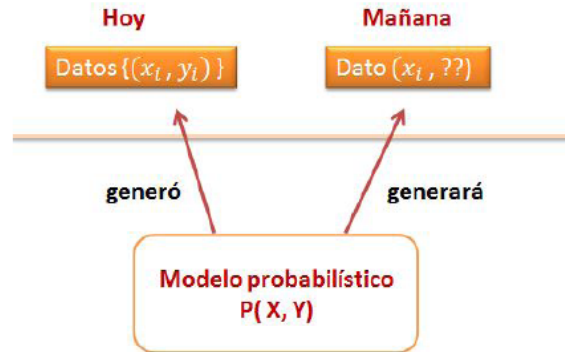 Hoy
Mañana
Datos {(xᵢ, yᵢ) }
Dato (xᵢ, ??)
generó
generará
Modelo probabilístico
P( X, Y)